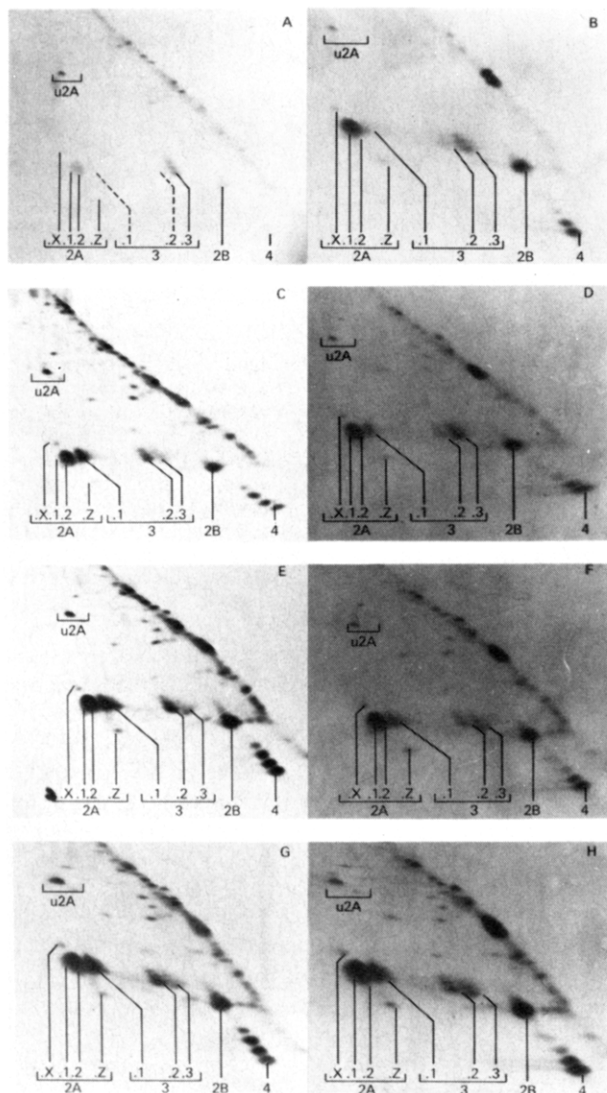 A
u2A
.X .1.2 .Z .1 .2 .3
2A 3 2B 4
B
u2A
.X .1.2 .Z .1 .2 .3
2A 3 2B 4
C
u2A
.X .1.2 .Z .1 .2.3
2A 3 2B 4
D
u2A
.X .1.2 .Z .1 .2 .3
2A 3 2B 4
E
u2A
.X .1.2 .Z .1 .2 .3
2A 3 2B 4
F
u2A
.X .1.2 .Z .1 .2 .3
2A 3 2B 4
G
u2A
.X .1.2 .Z .1 .2 .3
2A 3 2B 4
H
u2A
.X .1.2 .Z .1 .2 .3
2A 3 2B 4